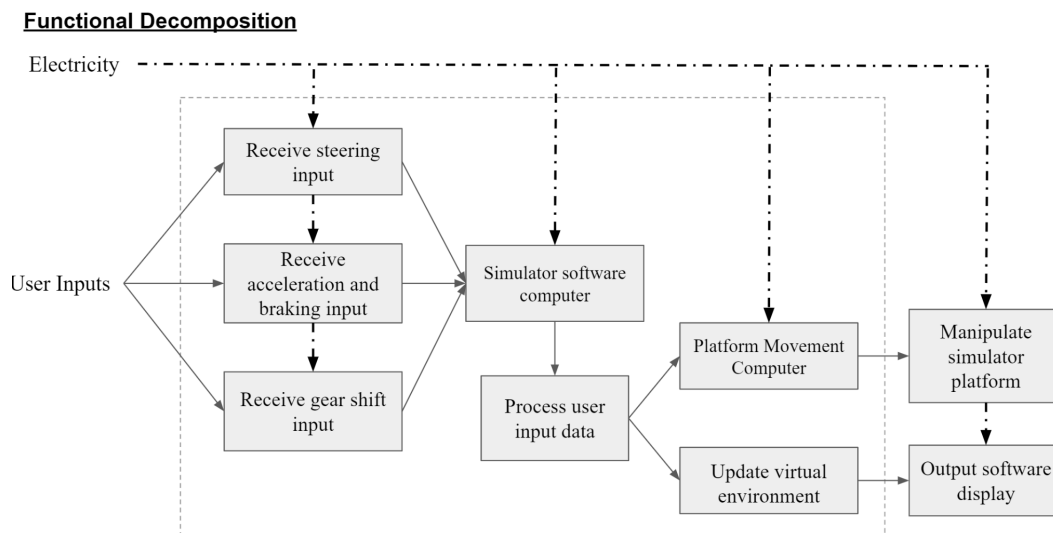 Functional Decomposition
Electricity
Receive steering
input
User Inputs
Receive
acceleration and
braking input
Simulator software
computer
Receive gear shift
input
Process user
input data
Platform Movement
Computer
Manipulate
simulator
platform
Update virtual
environment
Output software
display